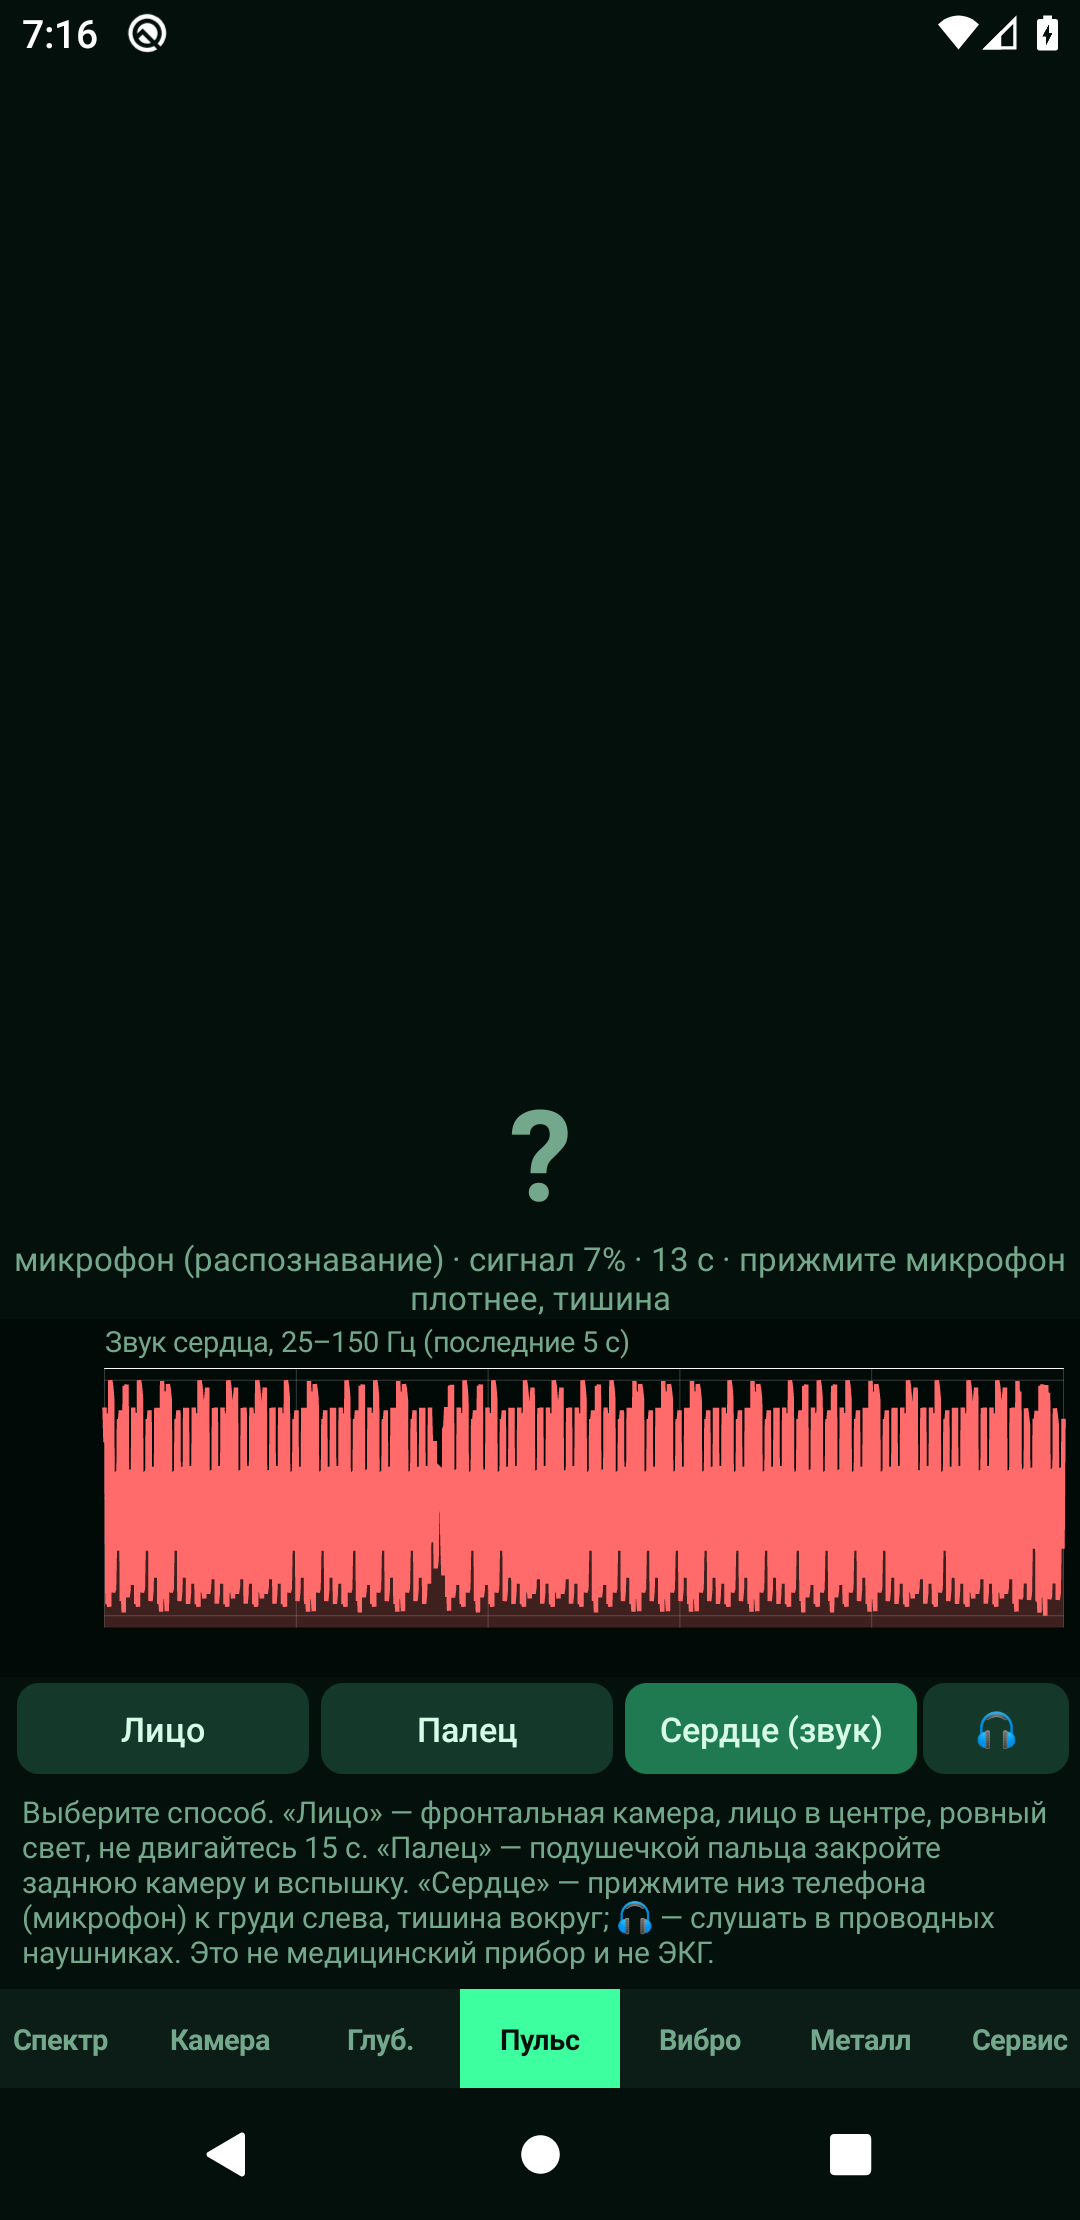 7:16
?
микрофон (распознавание) · сигнал 7% · 13 с · прижмите микрофон
плотнее, тишина
Звук сердца, 25–150 Гц (последние 5 с)
Лицо
Палец
Сердце (звук)
🎧
Выберите способ. «Лицо» — фронтальная камера, лицо в центре, ровный
свет, не двигайтесь 15 с. «Палец» — подушечкой пальца закройте
заднюю камеру и вспышку. «Сердце» — прижмите низ телефона
(микрофон) к груди слева, тишина вокруг; 🎧 — слушать в проводных
наушниках. Это не медицинский прибор и не ЭКГ.
Спектр
Камера
Глуб.
Пульс
Вибро
Металл
Сервис